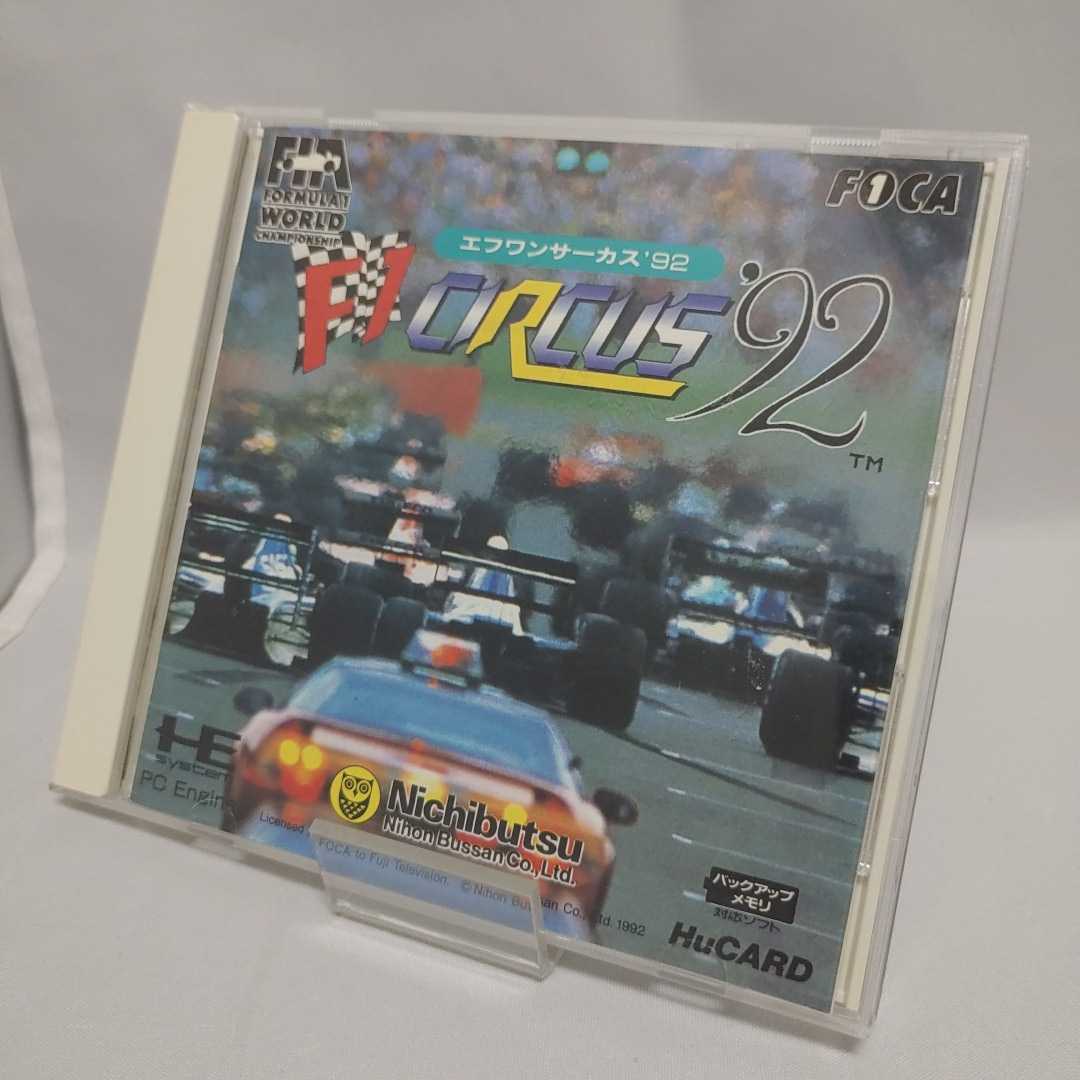 FIA
FORMULA 1
WORLD
CHAMPIONSHIP
FOCA
エフワンサーカス'92
F1 CIRCUS '92
TM
HE
system
PC Engine
Nichibutsu
Nihon Bussan Co., Ltd.
Licensed
FOCA to Fuji Television. © Nihon Bussan Co., Ltd. 1992
バックアップ
メモリ
対応ソフト
HuCARD